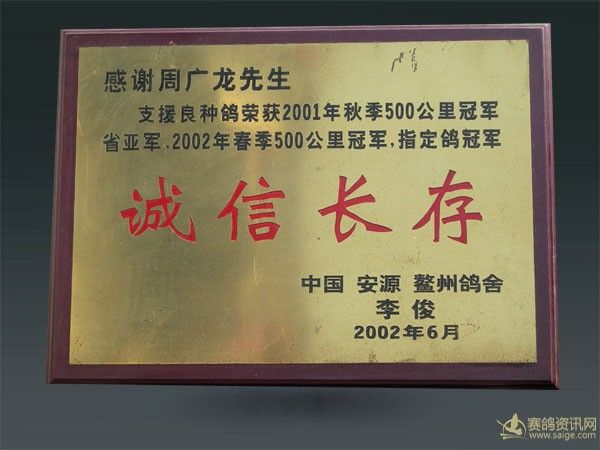 感谢周广龙先生
支援良种鸽荣获2001年秋季500公里冠军
省亚军、2002年春季500公里冠军,指定鸽冠军
诚信长存
中国 安源 鳌州鸽舍
李俊
2002年6月
赛鸽资讯网
www.saige.com